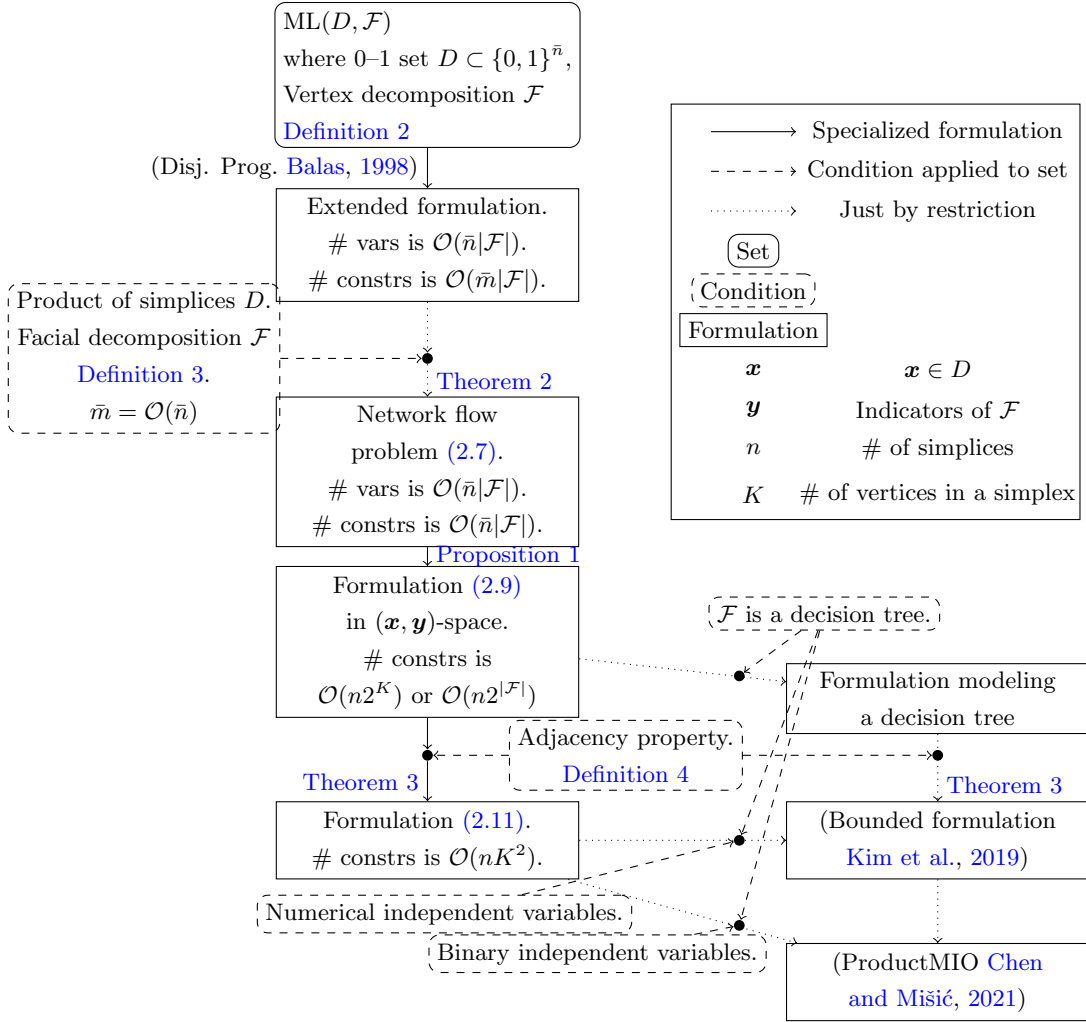 ML(D, ℱ)
where 0–1 set D ⊂ {0, 1}^n̄,
Vertex decomposition ℱ
Definition 2
(Disj. Prog. Balas, 1998)
Extended formulation.
# vars is 𝒪(n̄|ℱ|).
# constrs is 𝒪(m̄|ℱ|).
Product of simplices D.
Facial decomposition ℱ
Definition 3.
m̄ = 𝒪(n̄)
Theorem 2
Network flow
problem (2.7).
# vars is 𝒪(n̄|ℱ|).
# constrs is 𝒪(n̄|ℱ|).
Proposition 1
Formulation (2.9)
in (x, y)-space.
# constrs is
𝒪(n2^K) or 𝒪(n2^|ℱ|)
Adjacency property.
Definition 4
Theorem 3
Formulation (2.11).
# constrs is 𝒪(nK²).
Numerical independent variables.
Binary independent variables.
ℱ is a decision tree.
Formulation modeling
a decision tree
Theorem 3
(Bounded formulation
Kim et al., 2019)
(ProductMIO Chen
and Mišić, 2021)
Specialized formulation
Condition applied to set
Just by restriction
Set
Condition
Formulation
x x ∈ D
y Indicators of ℱ
n # of simplices
K # of vertices in a simplex